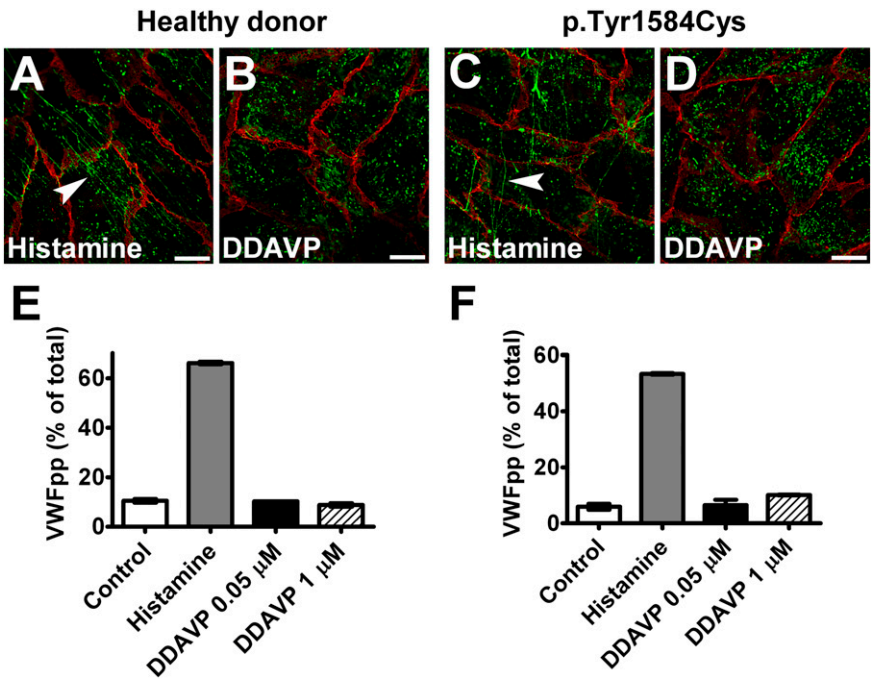 Healthy donor
p.Tyr1584Cys
A
B
C
D
Histamine
DDAVP
Histamine
DDAVP
E
VWFpp (% of total)
60
40
20
0
Control
Histamine
DDAVP 0.05 μM
DDAVP 1 μM
F
VWFpp (% of total)
60
40
20
0
Control
Histamine
DDAVP 0.05 μM
DDAVP 1 μM